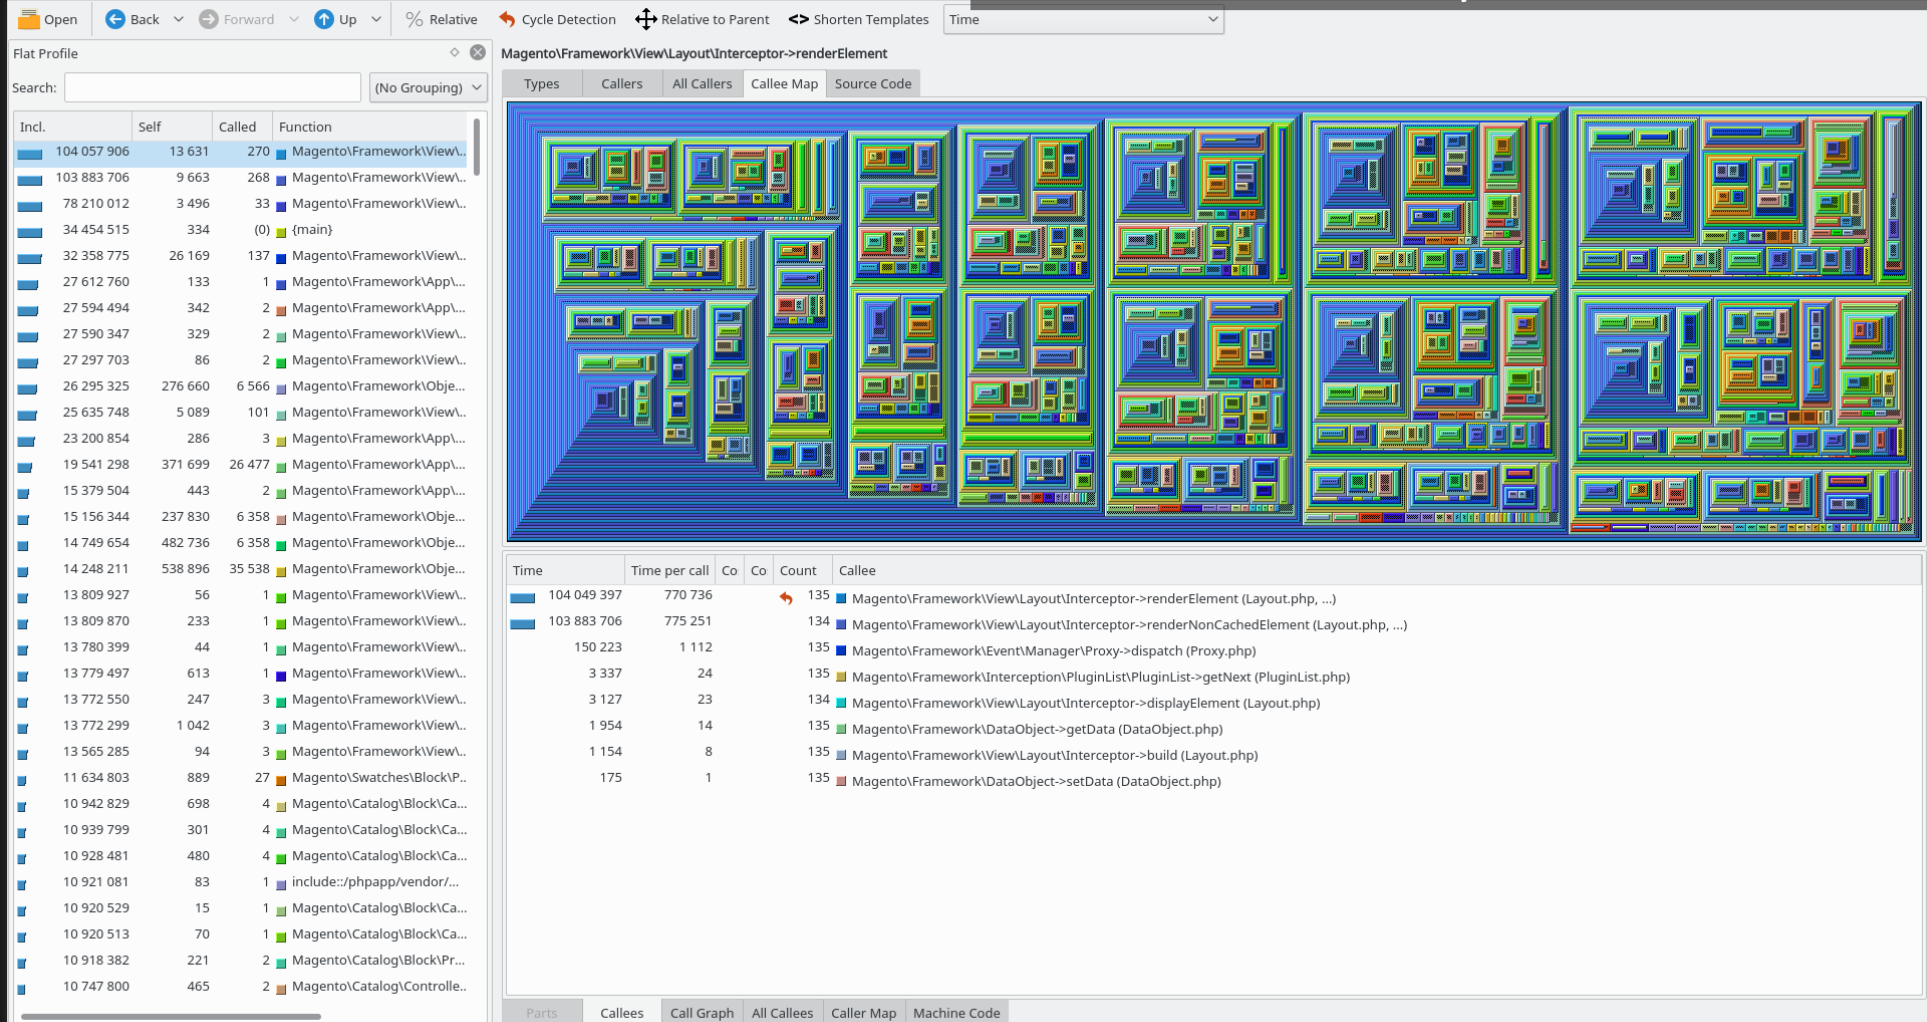 Open Back Forward Up % Relative Cycle Detection Relative to Parent <> Shorten Templates Time
Flat Profile
Search: (No Grouping)
Incl. Self Called Function
104 057 906 13 631 270 Magento\Framework\View\..
103 883 706 9 663 268 Magento\Framework\View\..
78 210 012 3 496 33 Magento\Framework\View\..
34 454 515 334 (0) {main}
32 358 775 26 169 137 Magento\Framework\View\..
27 612 760 133 1 Magento\Framework\App\...
27 594 494 342 2 Magento\Framework\App\...
27 590 347 329 2 Magento\Framework\View\..
27 297 703 86 2 Magento\Framework\View\..
26 295 325 276 660 6 566 Magento\Framework\Obje...
25 635 748 5 089 101 Magento\Framework\View\..
23 200 854 286 3 Magento\Framework\App\...
19 541 298 371 699 26 477 Magento\Framework\App\...
15 379 504 443 2 Magento\Framework\App\...
15 156 344 237 830 6 358 Magento\Framework\Obje...
14 749 654 482 736 6 358 Magento\Framework\Obje...
14 248 211 538 896 35 538 Magento\Framework\Obje...
13 809 927 56 1 Magento\Framework\View\..
13 809 870 233 1 Magento\Framework\View\..
13 780 399 44 1 Magento\Framework\View\..
13 779 497 613 1 Magento\Framework\View\..
13 772 550 247 3 Magento\Framework\View\..
13 772 299 1 042 3 Magento\Framework\View\..
13 565 285 94 3 Magento\Framework\View\..
11 634 803 889 27 Magento\Swatches\Block\P..
10 942 829 698 4 Magento\Catalog\Block\Ca...
10 939 799 301 4 Magento\Catalog\Block\Ca...
10 928 481 480 4 Magento\Catalog\Block\Ca...
10 921 081 83 1 include::/phpapp/vendor/...
10 920 529 15 1 Magento\Catalog\Block\Ca...
10 920 513 70 1 Magento\Catalog\Block\Ca...
10 918 382 221 2 Magento\Catalog\Block\Pr...
10 747 800 465 2 Magento\Catalog\Controlle..
Magento\Framework\View\Layout\Interceptor->renderElement
Types Callers All Callers Callee Map Source Code
Time Time per call Co Co Count Callee
104 049 397 770 736 135 Magento\Framework\View\Layout\Interceptor->renderElement (Layout.php, ...)
103 883 706 775 251 134 Magento\Framework\View\Layout\Interceptor->renderNonCachedElement (Layout.php, ...)
150 223 1 112 135 Magento\Framework\Event\Manager\Proxy->dispatch (Proxy.php)
3 337 24 135 Magento\Framework\Interception\PluginList\PluginList->getNext (PluginList.php)
3 127 23 134 Magento\Framework\View\Layout\Interceptor->displayElement (Layout.php)
1 954 14 135 Magento\Framework\DataObject->getData (DataObject.php)
1 154 8 135 Magento\Framework\View\Layout\Interceptor->build (Layout.php)
175 1 135 Magento\Framework\DataObject->setData (DataObject.php)
Parts Callees Call Graph All Callees Caller Map Machine Code